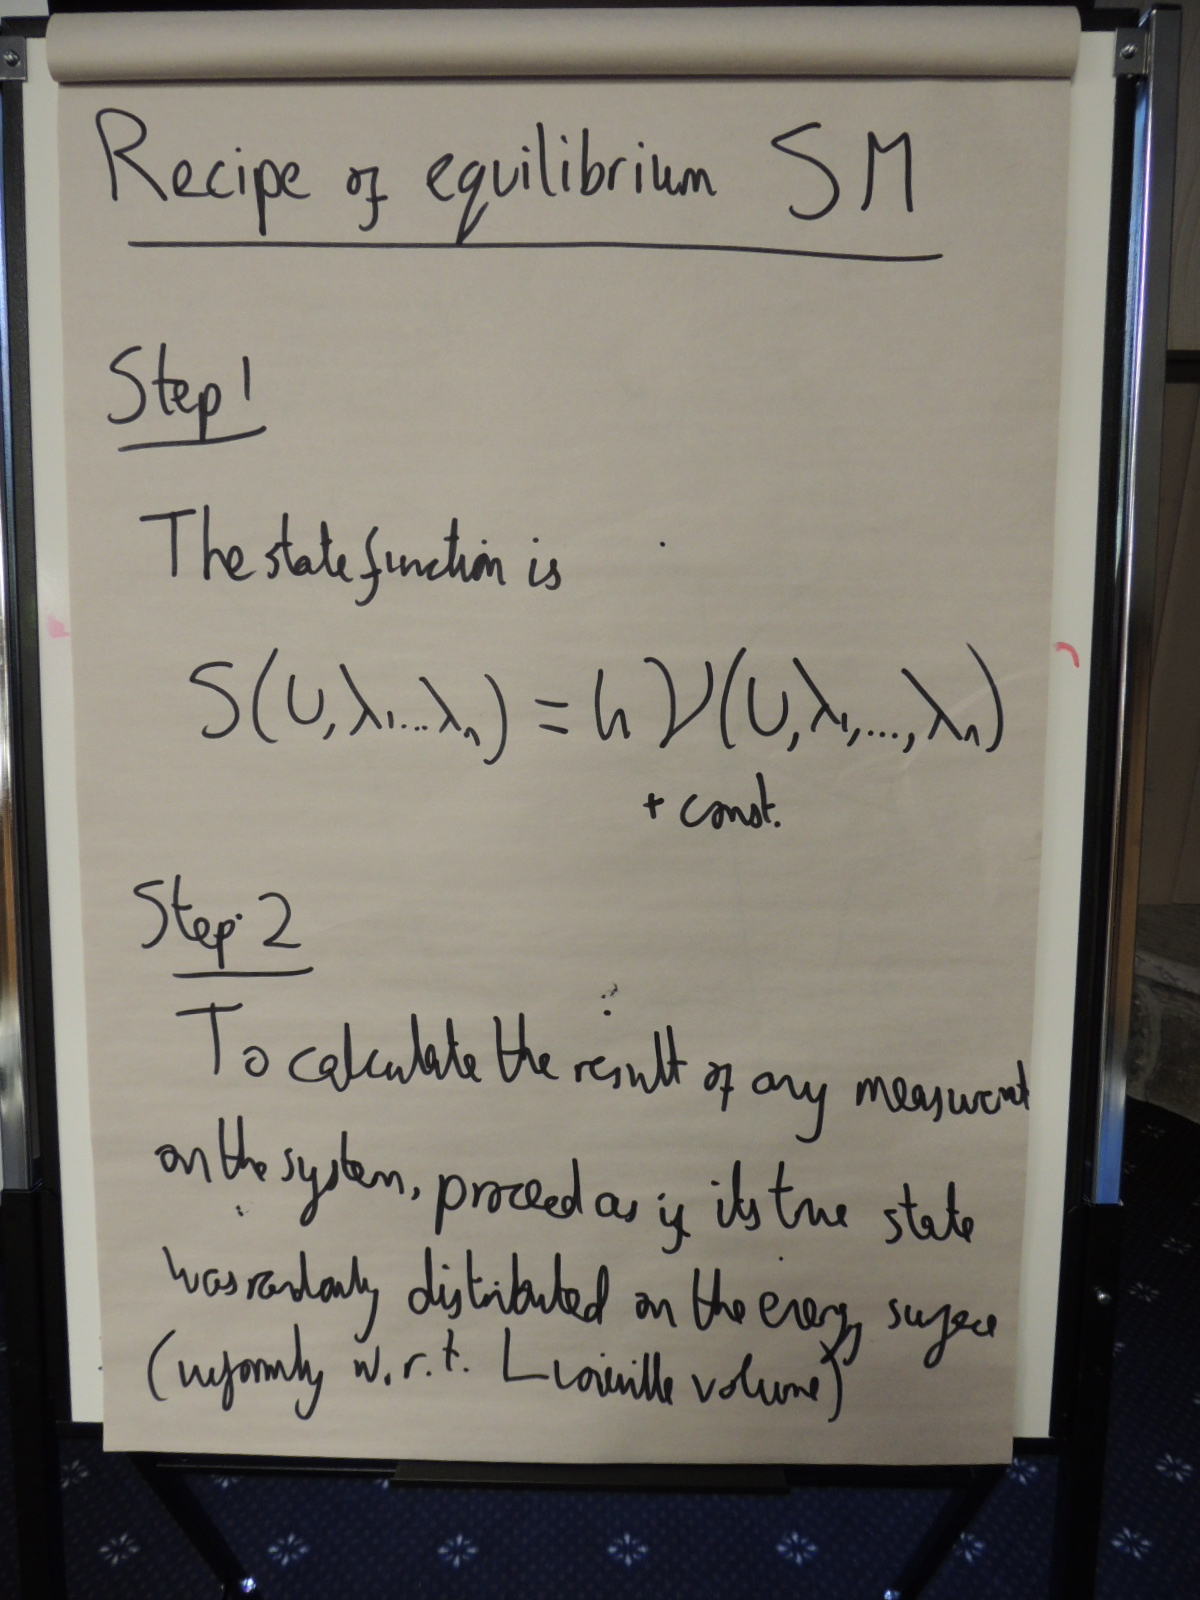 Recipe of equilibrium SM
Step 1
The state function is
S(U, λ1...λn) = ln V(U, λ1, ..., λn)
+ const.
Step 2
To calculate the result of any measurement
on the system, proceed as if its true state
was randomly distributed on the energy surface
(uniformly w.r.t. Liouville volume)